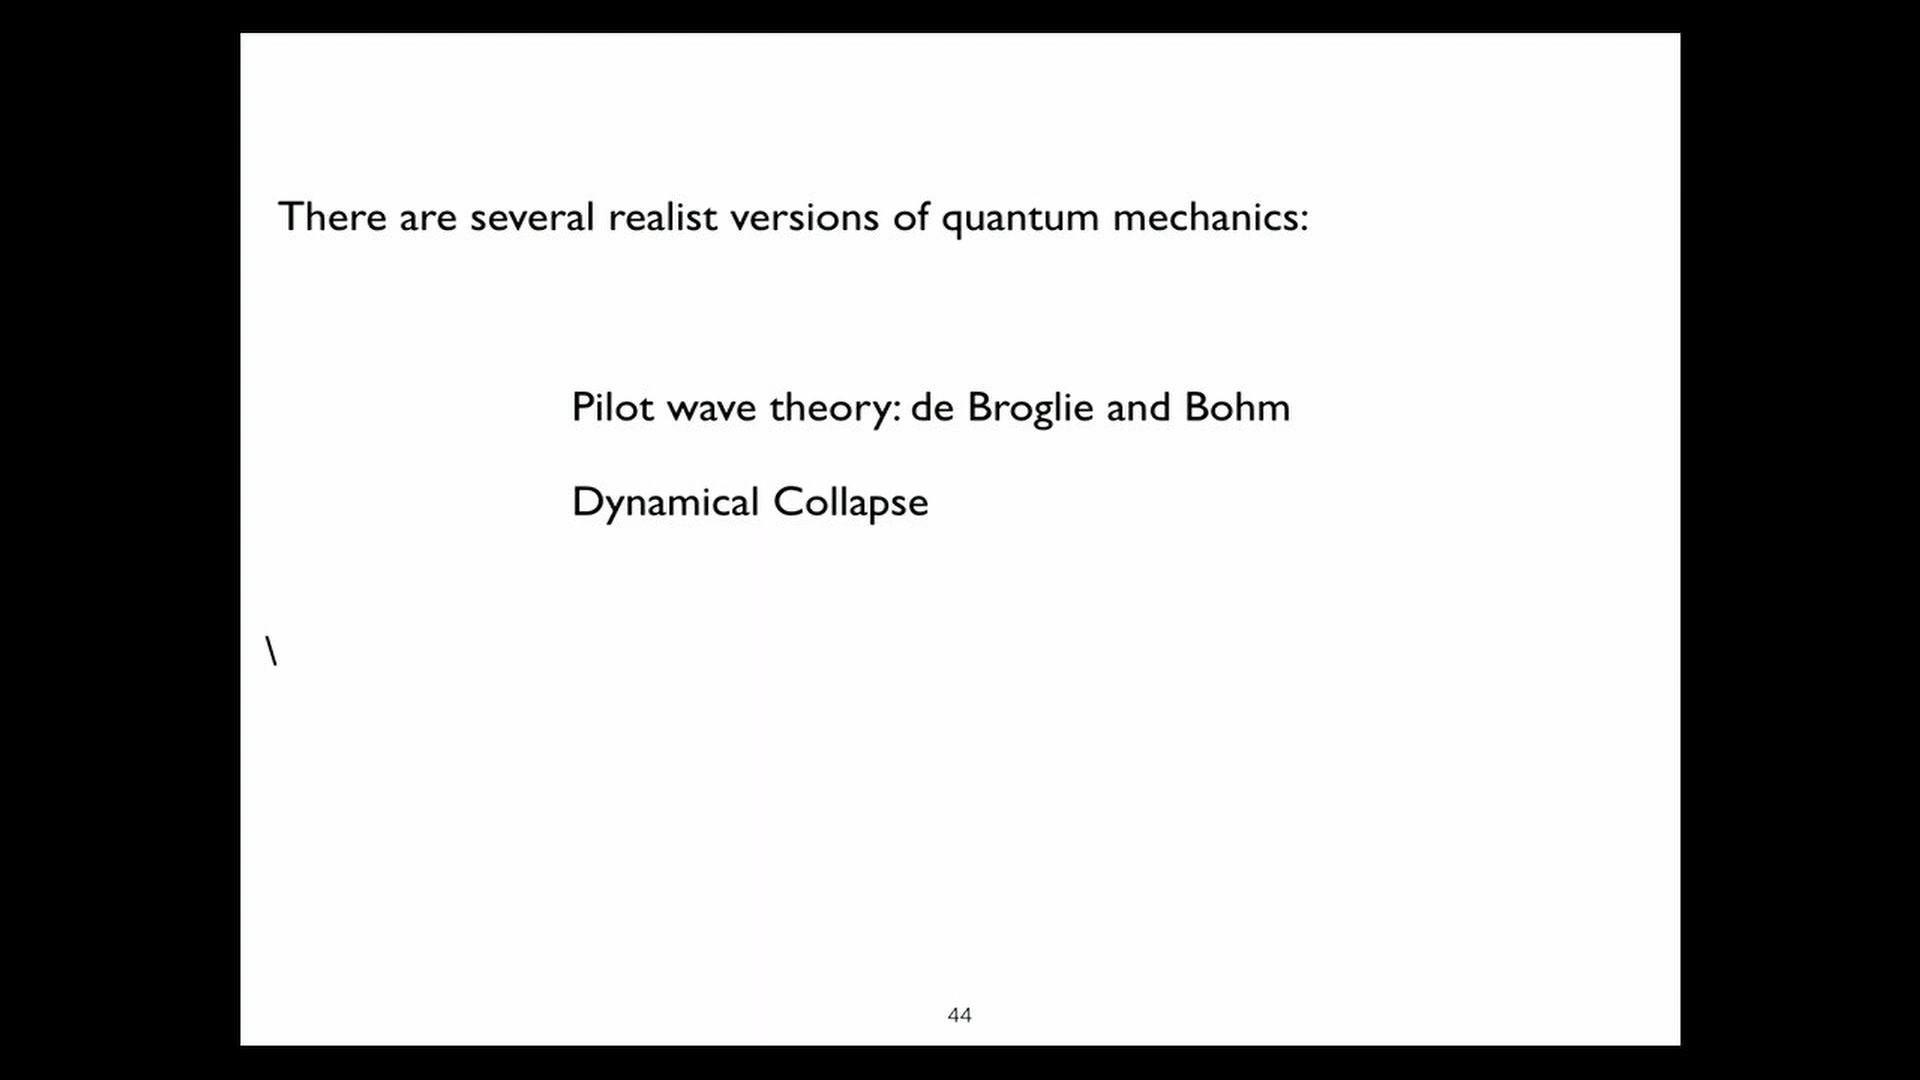 There are several realist versions of quantum mechanics:
Pilot wave theory: de Broglie and Bohm
Dynamical Collapse
\
44